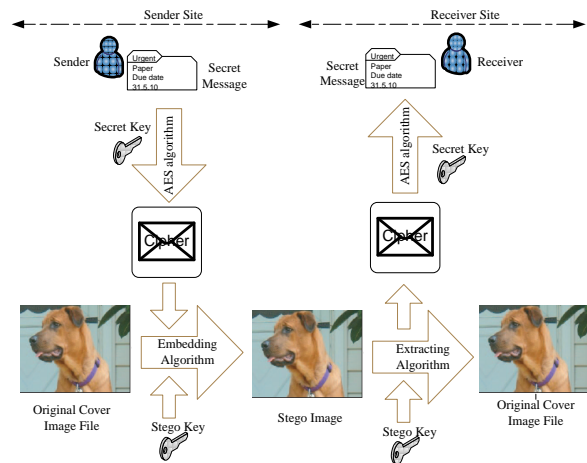 Sender Site
Receiver Site
Sender
Urgent
Paper
Due date
31.5.10
Secret
Message
Secret
Message
Urgent
Paper
Due date
31.5.10
Receiver
Secret Key
AES algorithm
AES algorithm
Secret Key
Cipher
Cipher
Embedding
Algorithm
Extracting
Algorithm
Original Cover
Image File
Stego Image
Original Cover
Image File
Stego Key
Stego Key